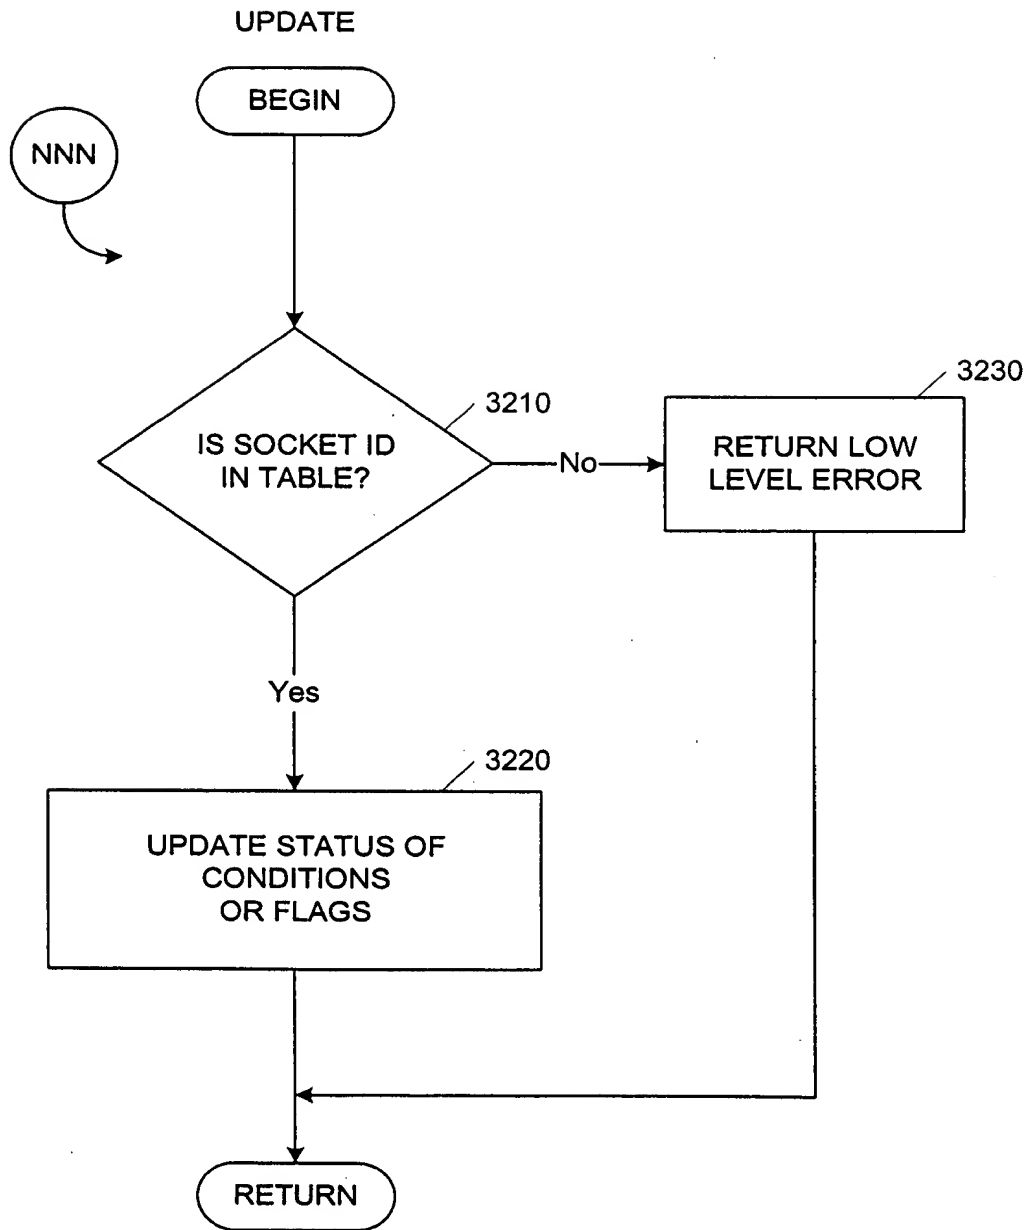 UPDATE
BEGIN
NNN
3210
IS SOCKET ID
IN TABLE?
No
3230
RETURN LOW
LEVEL ERROR
Yes
3220
UPDATE STATUS OF
CONDITIONS
OR FLAGS
RETURN